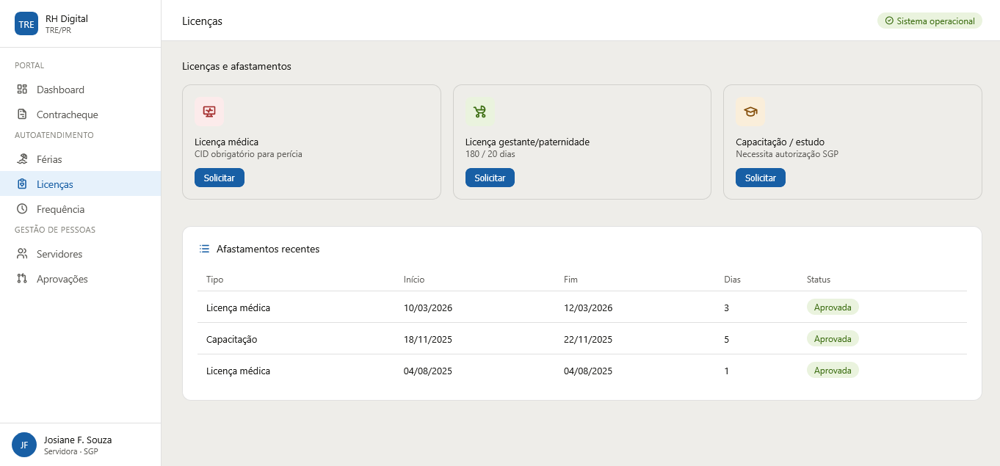 TRE
RH Digital
TRE/PR
PORTAL
Dashboard
Contracheque
AUTOATENDIMENTO
Férias
Licenças
Frequência
GESTÃO DE PESSOAS
Servidores
Aprovações
JF
Josiane F. Souza
Servidora · SGP
Licenças
Sistema operacional
Licenças e afastamentos
Licença médica
CID obrigatório para perícia
Solicitar
Licença gestante/paternidade
180 / 20 dias
Solicitar
Capacitação / estudo
Necessita autorização SGP
Solicitar
Afastamentos recentes
Tipo Início Fim Dias Status
Licença médica 10/03/2026 12/03/2026 3 Aprovada
Capacitação 18/11/2025 22/11/2025 5 Aprovada
Licença médica 04/08/2025 04/08/2025 1 Aprovada